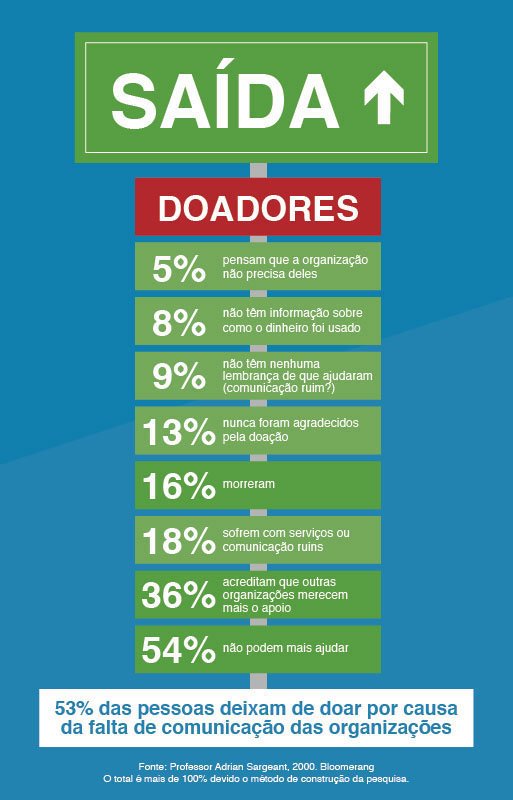 SAÍDA
DOADORES
5%
pensam que a organização
não precisa deles
8%
não têm informação sobre
como o dinheiro foi usado
9%
não têm nenhuma
lembrança de que ajudaram
(comunicação ruim?)
13%
nunca foram agradecidos
pela doação
16%
morreram
18%
sofrem com serviços ou
comunicação ruins
36%
acreditam que outras
organizações merecem
mais o apoio
54%
não podem mais ajudar
53% das pessoas deixam de doar por causa
da falta de comunicação das organizações
Fonte: Professor Adrian Sargeant, 2000. Bloomerang
O total é mais de 100% devido o método de construção da pesquisa.